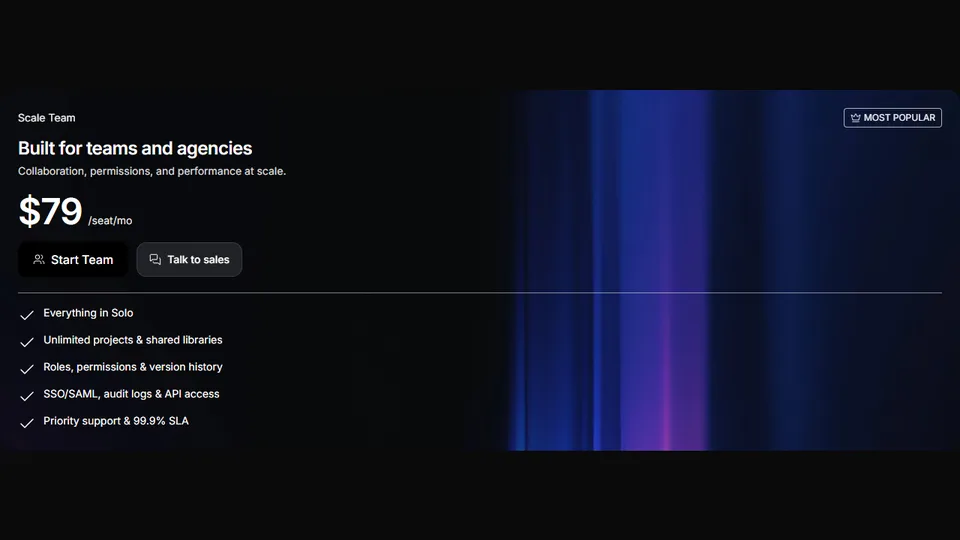 Scale Team
MOST POPULAR
Built for teams and agencies
Collaboration, permissions, and performance at scale.
$79 /seat/mo
Start Team
Talk to sales
Everything in Solo
Unlimited projects & shared libraries
Roles, permissions & version history
SSO/SAML, audit logs & API access
Priority support & 99.9% SLA